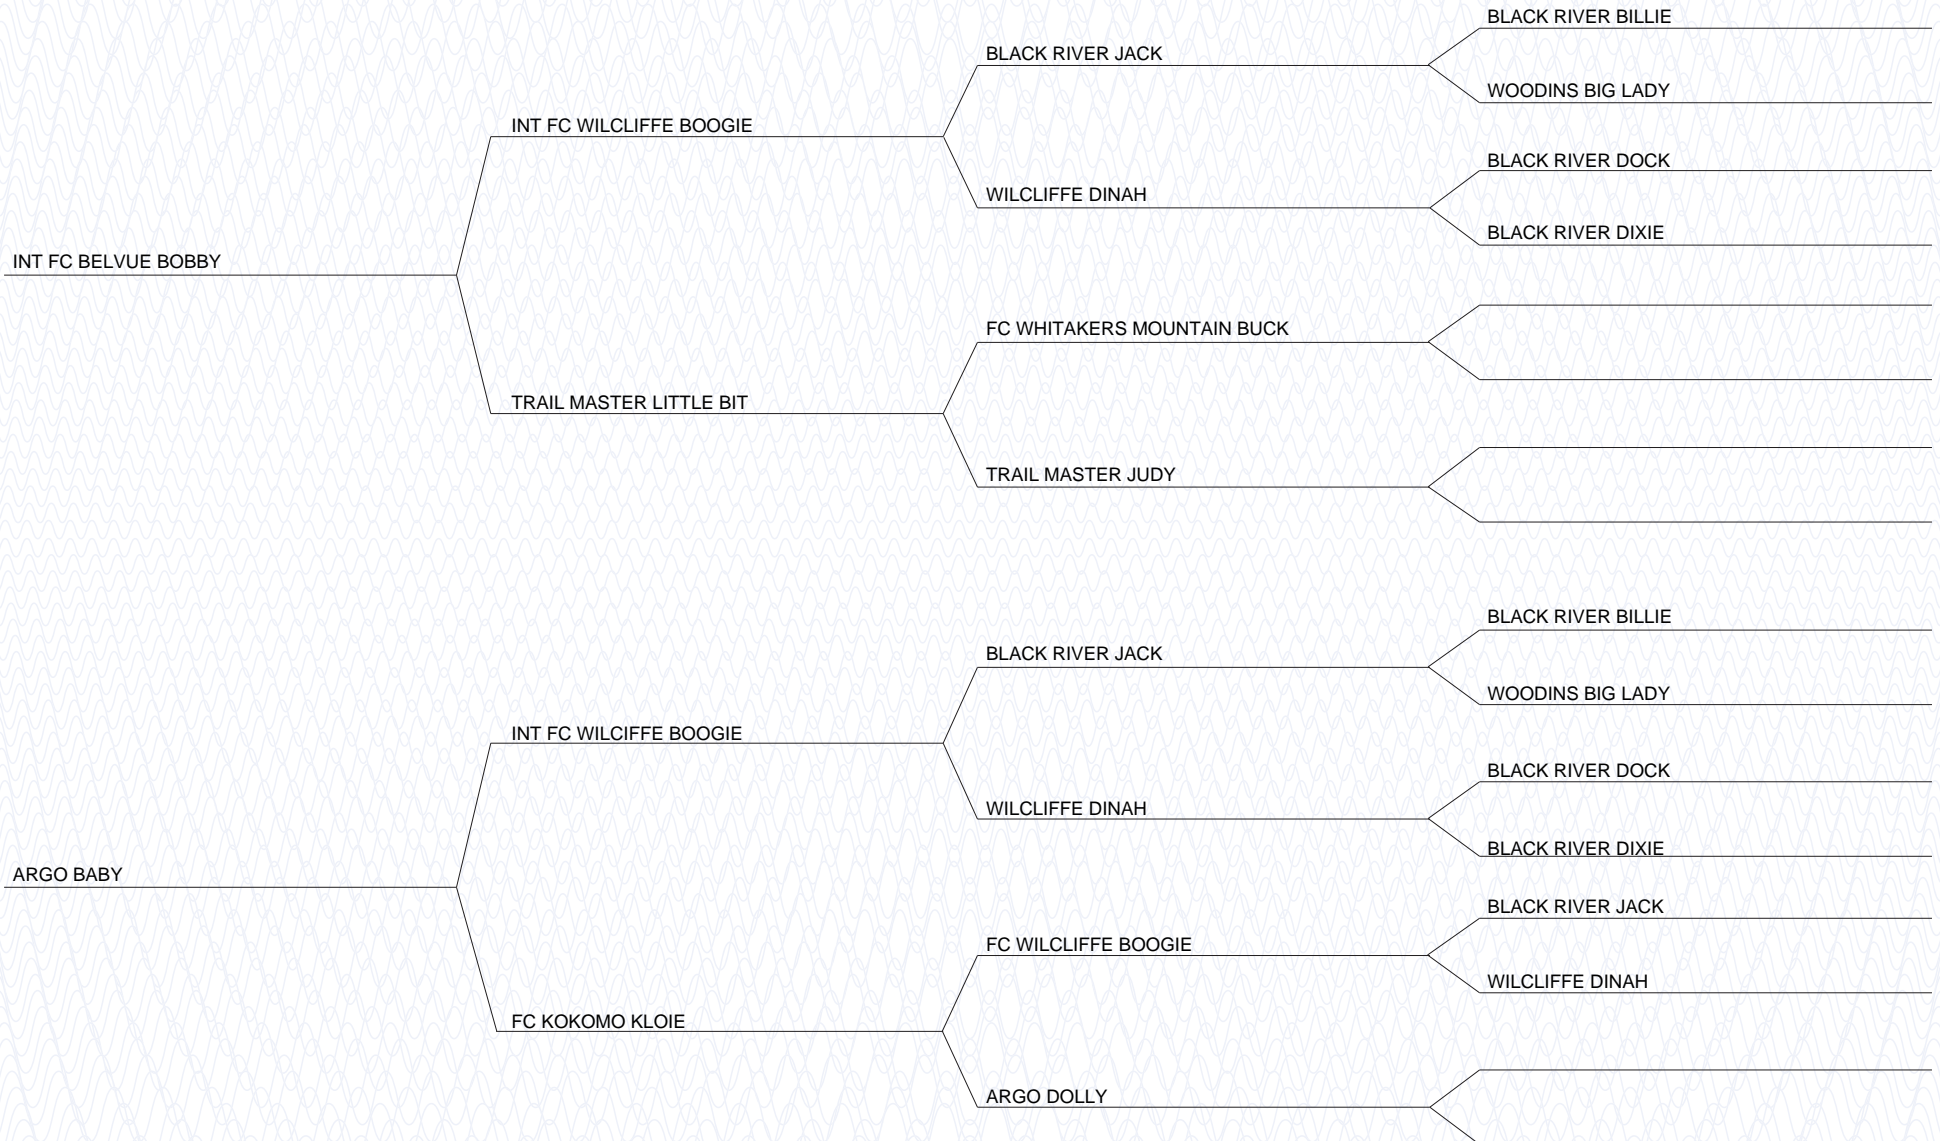 BLACK RIVER BILLIE
BLACK RIVER JACK
WOODINS BIG LADY
INT FC WILCLIFFE BOOGIE
BLACK RIVER DOCK
WILCLIFFE DINAH
BLACK RIVER DIXIE
INT FC BELVUE BOBBY
FC WHITAKERS MOUNTAIN BUCK
TRAIL MASTER LITTLE BIT
TRAIL MASTER JUDY
BLACK RIVER BILLIE
BLACK RIVER JACK
WOODINS BIG LADY
INT FC WILCIFFE BOOGIE
BLACK RIVER DOCK
WILCLIFFE DINAH
BLACK RIVER DIXIE
ARGO BABY
BLACK RIVER JACK
FC WILCLIFFE BOOGIE
WILCLIFFE DINAH
FC KOKOMO KLOIE
ARGO DOLLY